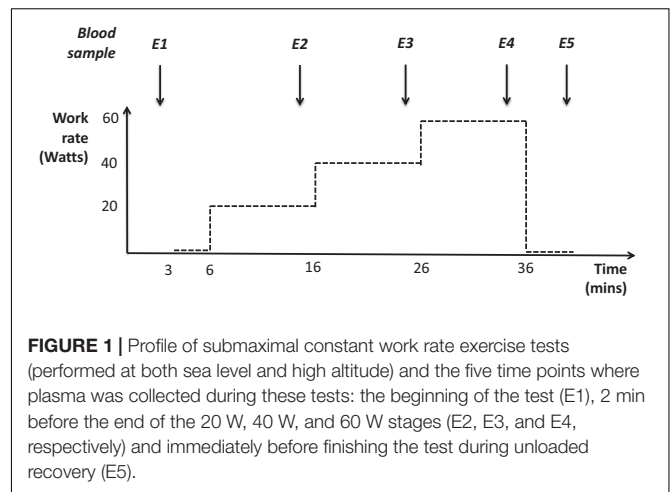 Blood sample E1 E2 E3 E4 E5
Work rate (Watts)
60
40
20
3 6 16 26 36 Time (mins)
FIGURE 1 | Profile of submaximal constant work rate exercise tests
(performed at both sea level and high altitude) and the five time points where
plasma was collected during these tests: the beginning of the test (E1), 2 min
before the end of the 20 W, 40 W, and 60 W stages (E2, E3, and E4,
respectively) and immediately before finishing the test during unloaded
recovery (E5).